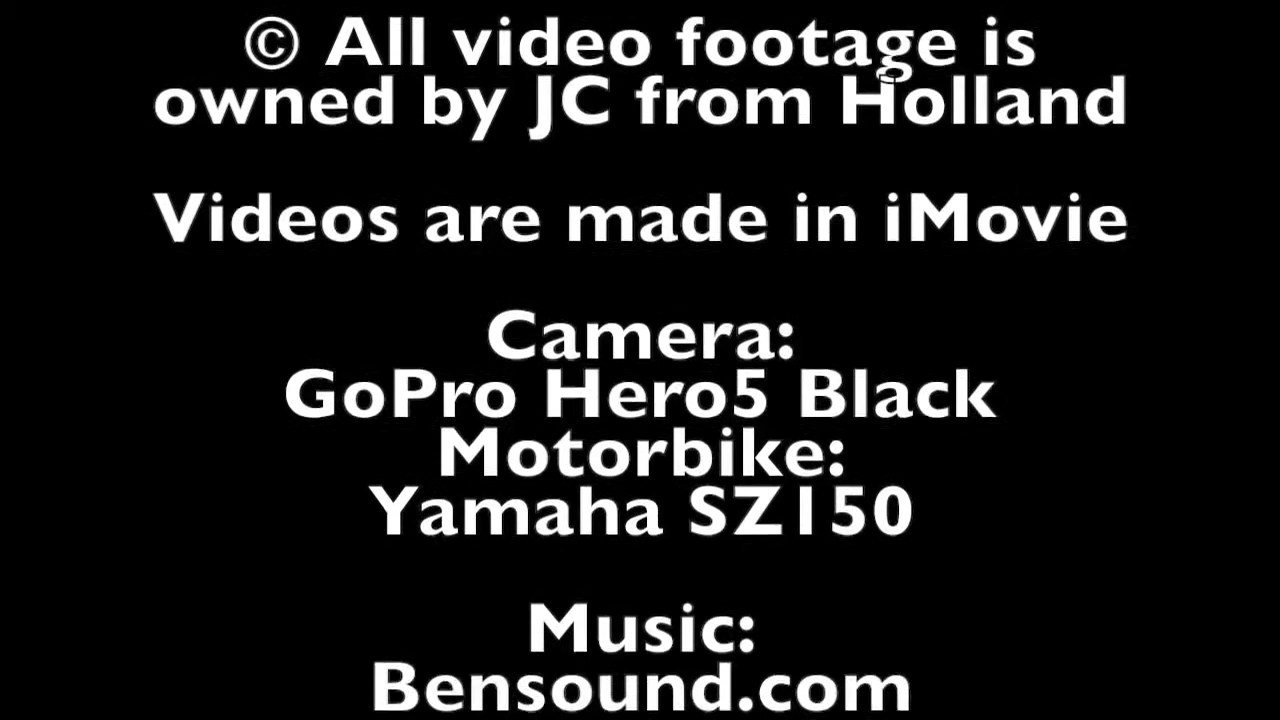 © All video footage is
owned by JC from Holland
Videos are made in iMovie
Camera:
GoPro Hero5 Black
Motorbike:
Yamaha SZ150
Music:
Bensound.com